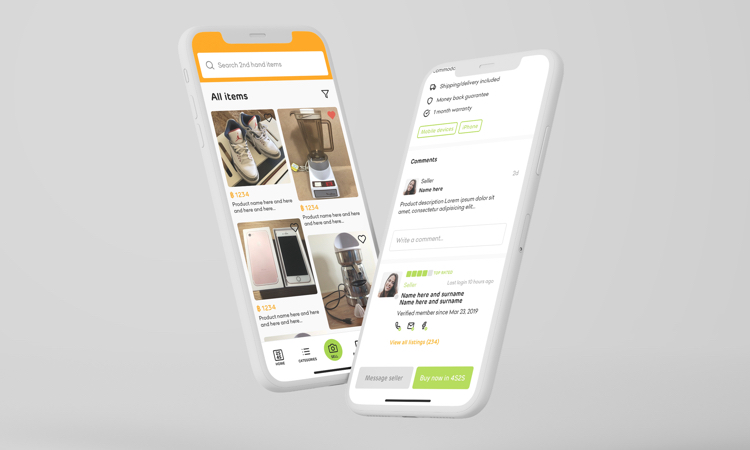 Search 2nd hand items
All items
฿ 1234
Product name here and here
and here and here...
฿ 1234
Product name here and here
and here and here...
฿ 1234
Product name here and here
and here and here...
HOME
CATEGORIES
SELL
Shipping/delivery included
Money back guarantee
1 month warranty
Mobile devices
iPhone
Comments
Seller
2d
Name here
Product description Lorem ipsum dolor sit
amet, consectetur adipisicing elit...
Write a comment...
TOP RATED
Seller
Last login 10 hours ago
Name here and surname
Name here and surname
Verified member since Mar 23, 2019
View all listings (234)
Message seller
Buy now in 4525